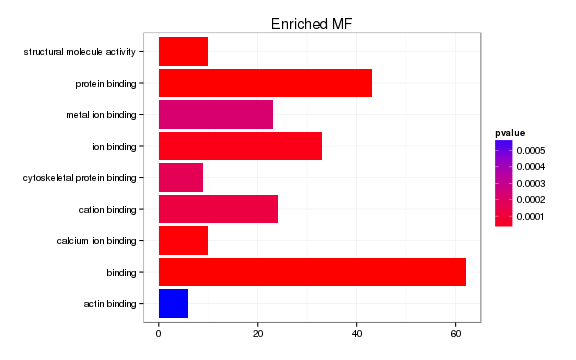 Enriched MF
structural molecule activity
protein binding
metal ion binding
ion binding
cytoskeletal protein binding
cation binding
calcium ion binding
binding
actin binding
0 20 40 60
pvalue
0.0005
0.0004
0.0003
0.0002
0.0001